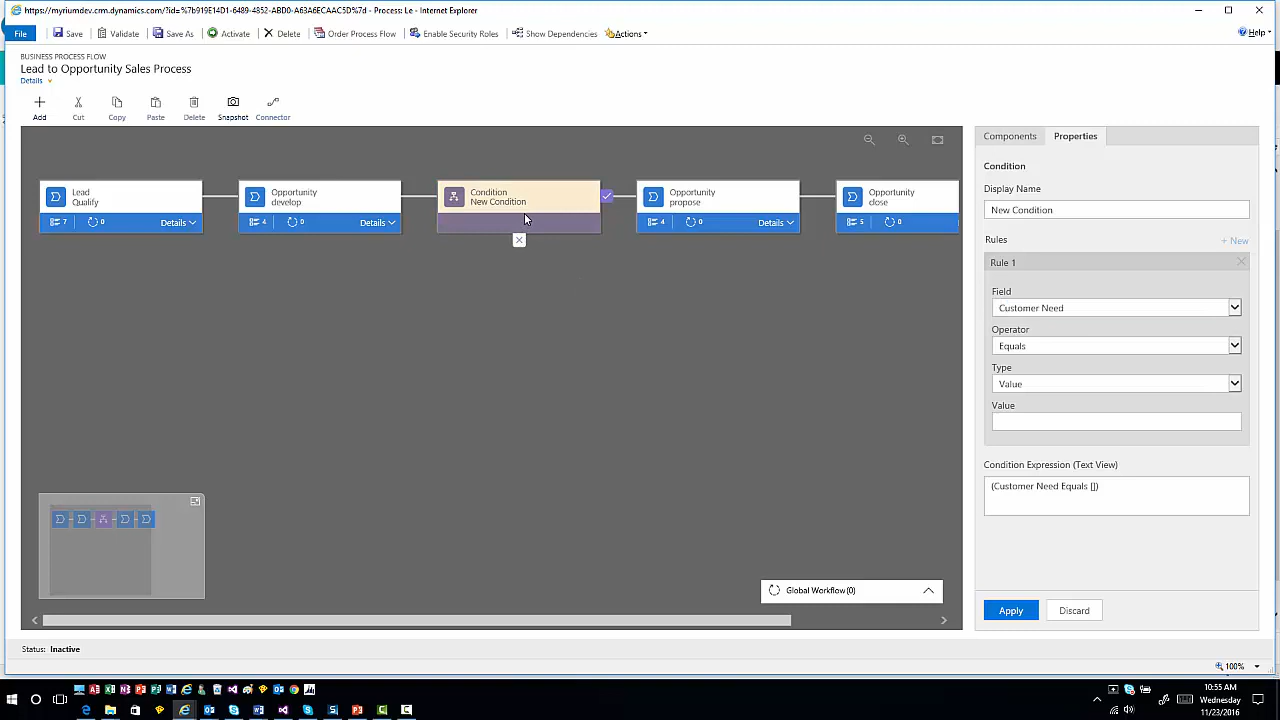 https://myriumdev.crm.dynamics.com/?id=%7b919E14D1-6489-4852-ABD0-A63A6ECAAC5D%7d - Process: Le - Internet Explorer
File Save Validate Save As Activate Delete Order Process Flow Enable Security Roles Show Dependencies Actions Help
BUSINESS PROCESS FLOW
Lead to Opportunity Sales Process
Details
Add Cut Copy Paste Delete Snapshot Connector
Lead
Qualify
7 0 Details
Opportunity
develop
4 0 Details
Condition
New Condition
Opportunity
propose
4 0 Details
Opportunity
close
5 0
Global Workflow (0)
Components Properties
Condition
Display Name
New Condition
Rules + New
Rule 1
Field
Customer Need
Operator
Equals
Type
Value
Value
Condition Expression (Text View)
(Customer Need Equals [])
Apply Discard
Status: Inactive
100%
10:55 AM
Wednesday
11/23/2016